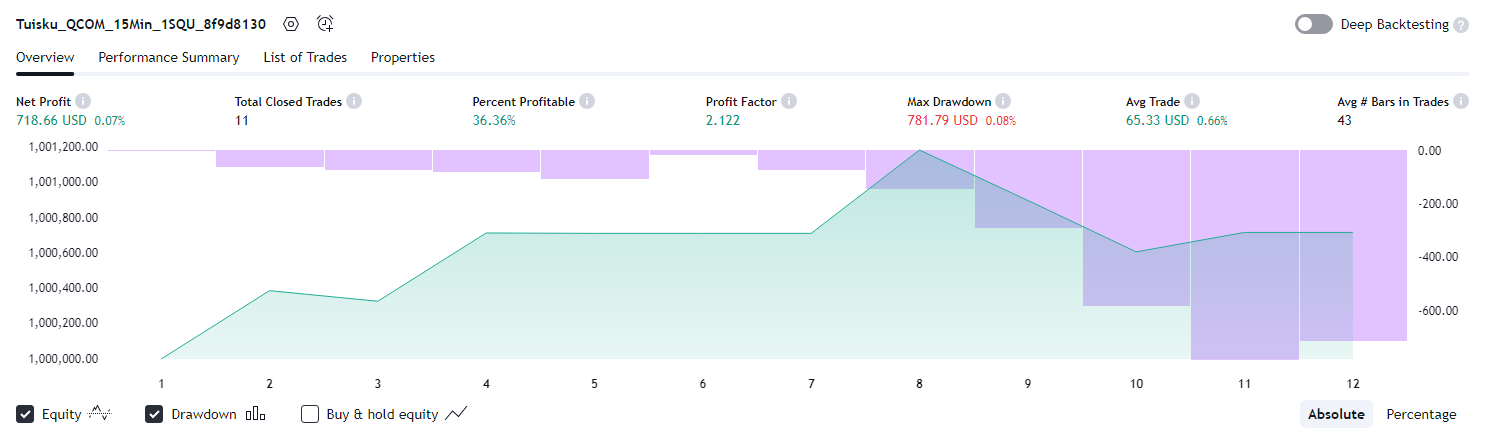 Tuisku_QCOM_15Min_1SQU_8f9d8130
Deep Backtesting ?
Overview Performance Summary List of Trades Properties
Net Profit Total Closed Trades Percent Profitable Profit Factor Max Drawdown Avg Trade Avg # Bars in Trades
718.66 USD 0.07% 11 36.36% 2.122 781.79 USD 0.08% 65.33 USD 0.66% 43
1,001,200.00 0.00
1,001,000.00
1,000,800.00 -200.00
1,000,600.00 -400.00
1,000,400.00
1,000,200.00 -600.00
1,000,000.00
1 2 3 4 5 6 7 8 9 10 11 12
Equity Drawdown Buy & hold equity Absolute Percentage